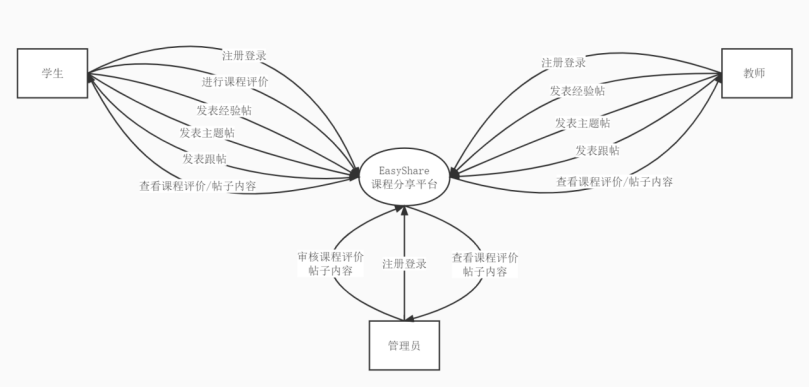 学生
注册登录
进行课程评价
发表经验帖
发表主题帖
发表跟帖
查看课程评价/帖子内容
教师
注册登录
发表经验帖
发表主题帖
发表跟帖
查看课程评价/帖子内容
EasyShare
课程分享平台
审核课程评价
帖子内容
注册登录
查看课程评价
帖子内容
管理员